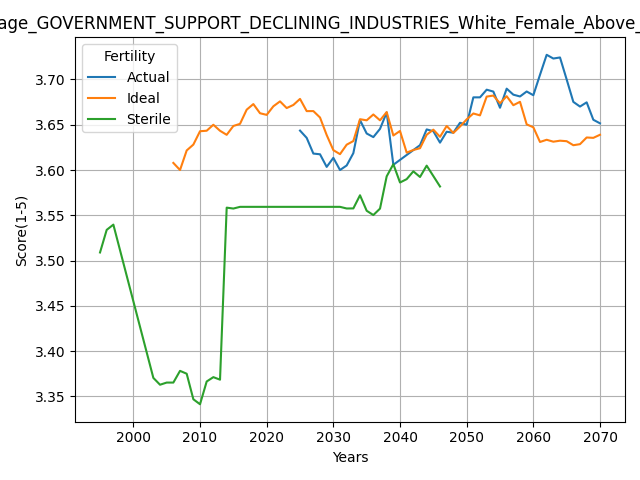 age_GOVERNMENT_SUPPORT_DECLINING_INDUSTRIES_White_Female_Above_
Fertility
Actual
Ideal
Sterile
Score(1-5)
3.70
3.65
3.60
3.55
3.50
3.45
3.40
3.35
2000 2010 2020 2030 2040 2050 2060 2070
Years